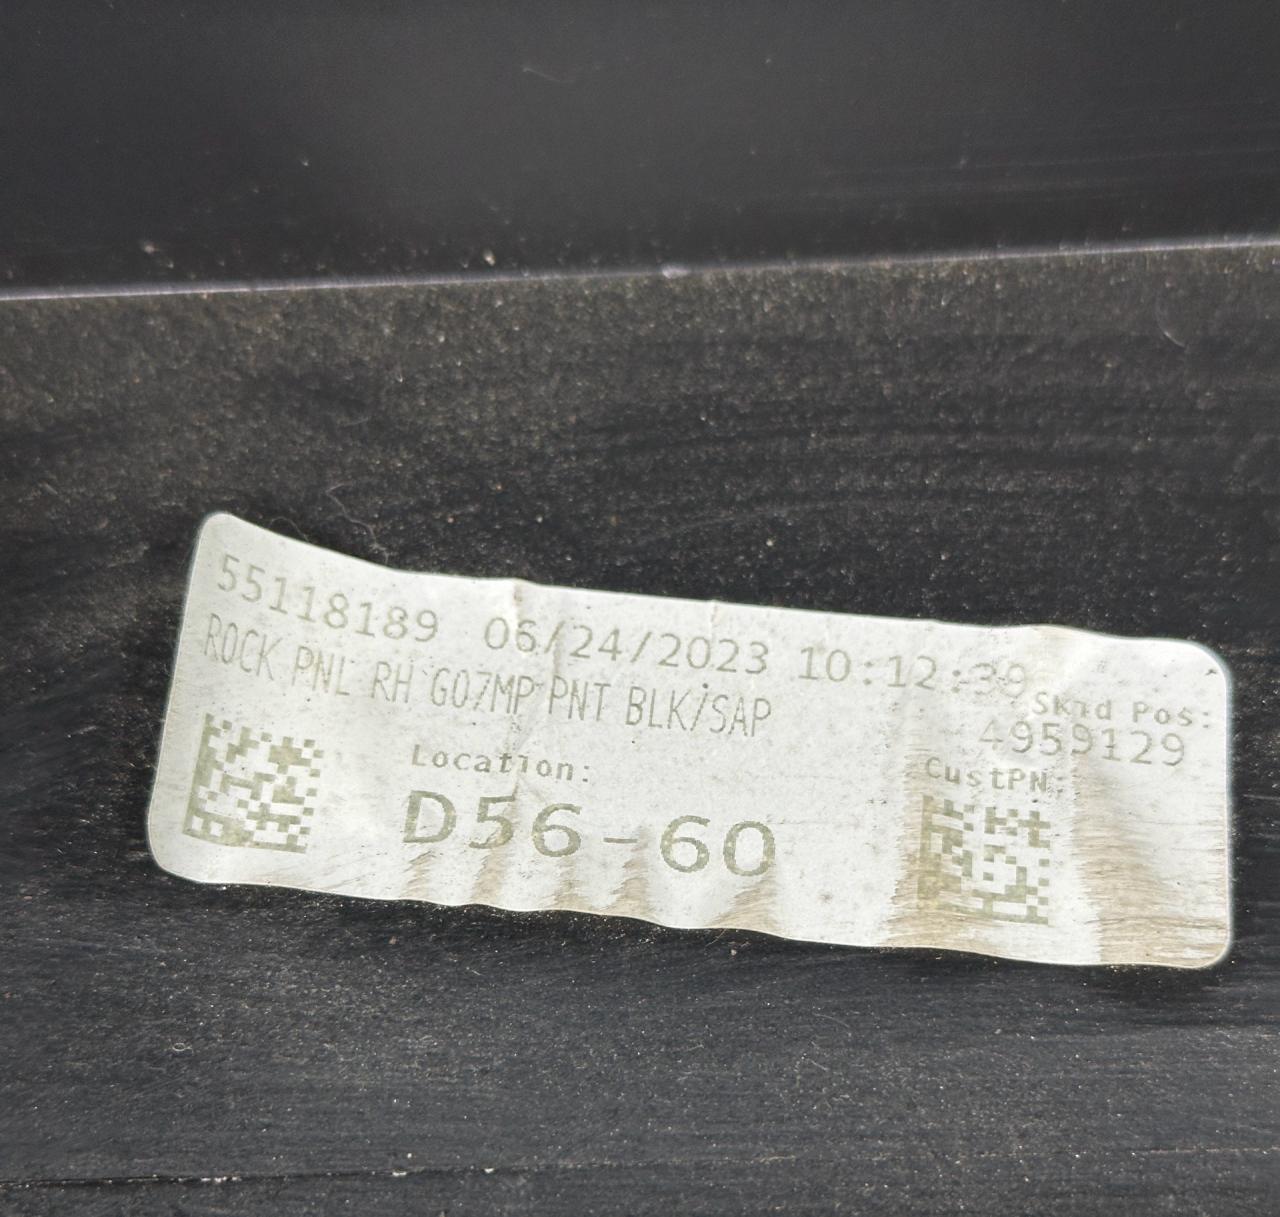 55118189 06/24/2023 10:12:39
ROCK PNL RH G07MP PNT BLK/SAP
Skid Pos:
4959129
Location:
CustPN:
D56-60